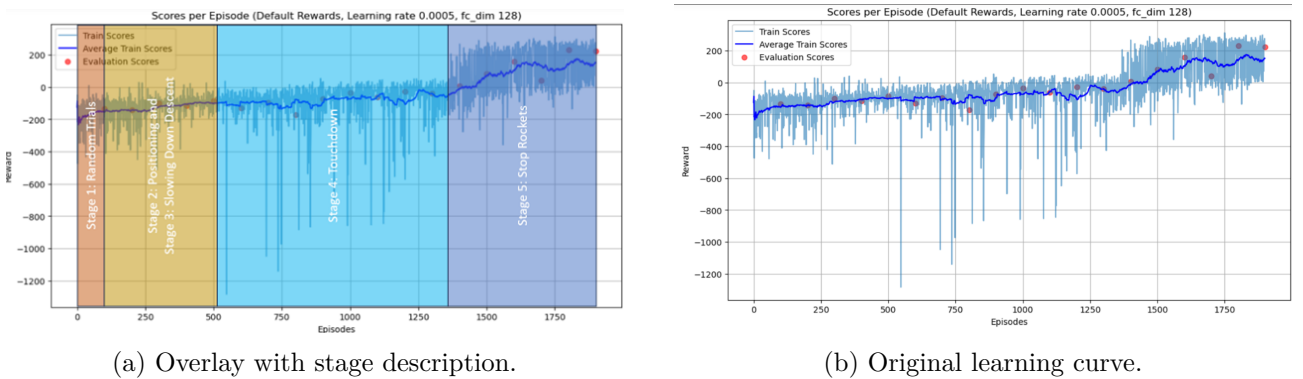 Scores per Episode (Default Rewards, Learning rate 0.0005, fc_dim 128)
Train Scores
Average Train Scores
Evaluation Scores
200
0
−200
−400
−600
−800
−1000
−1200
Reward
Stage 1: Random Trials
Stage 2: Positioning and
Stage 3: Slowing Down Descent
Stage 4: Touchdown
Stage 5: Stop Rockets
0
250
500
750
1000
1250
1500
1750
Episodes
(a) Overlay with stage description.
Scores per Episode (Default Rewards, Learning rate 0.0005, fc_dim 128)
Train Scores
Average Train Scores
Evaluation Scores
200
0
−200
−400
−600
−800
−1000
−1200
Reward
0
250
500
750
1000
1250
1500
1750
Episodes
(b) Original learning curve.